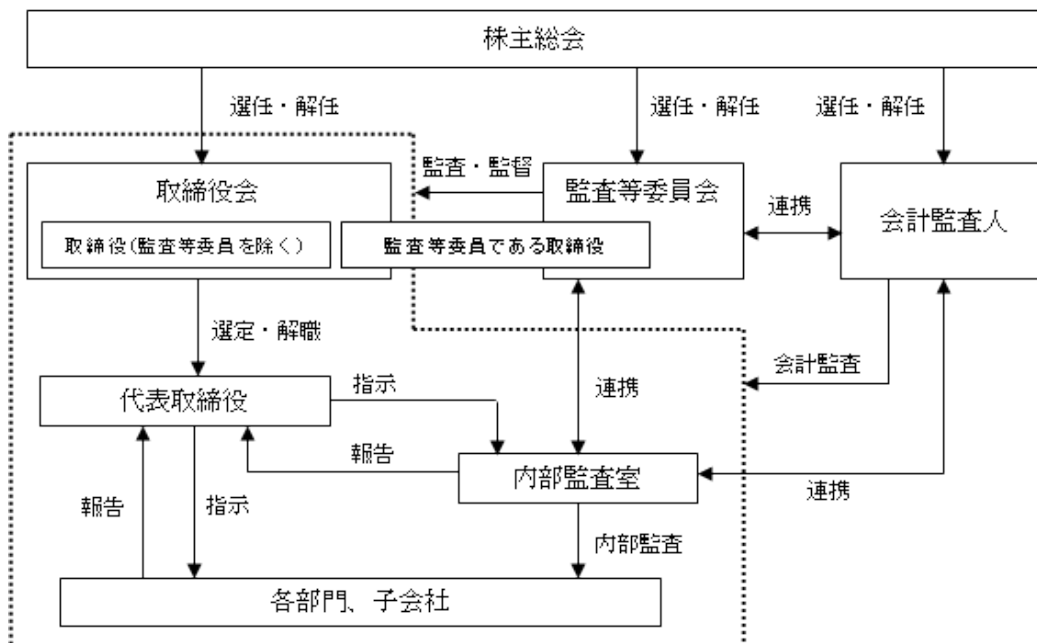 株主総会
選任・解任
選任・解任
選任・解任
取締役会
監査・監督
監査等委員会
連携
会計監査人
取締役(監査等委員を除く)
監査等委員である取締役
選定・解職
会計監査
代表取締役
指示
連携
報告
内部監査室
報告
指示
連携
内部監査
各部門、子会社